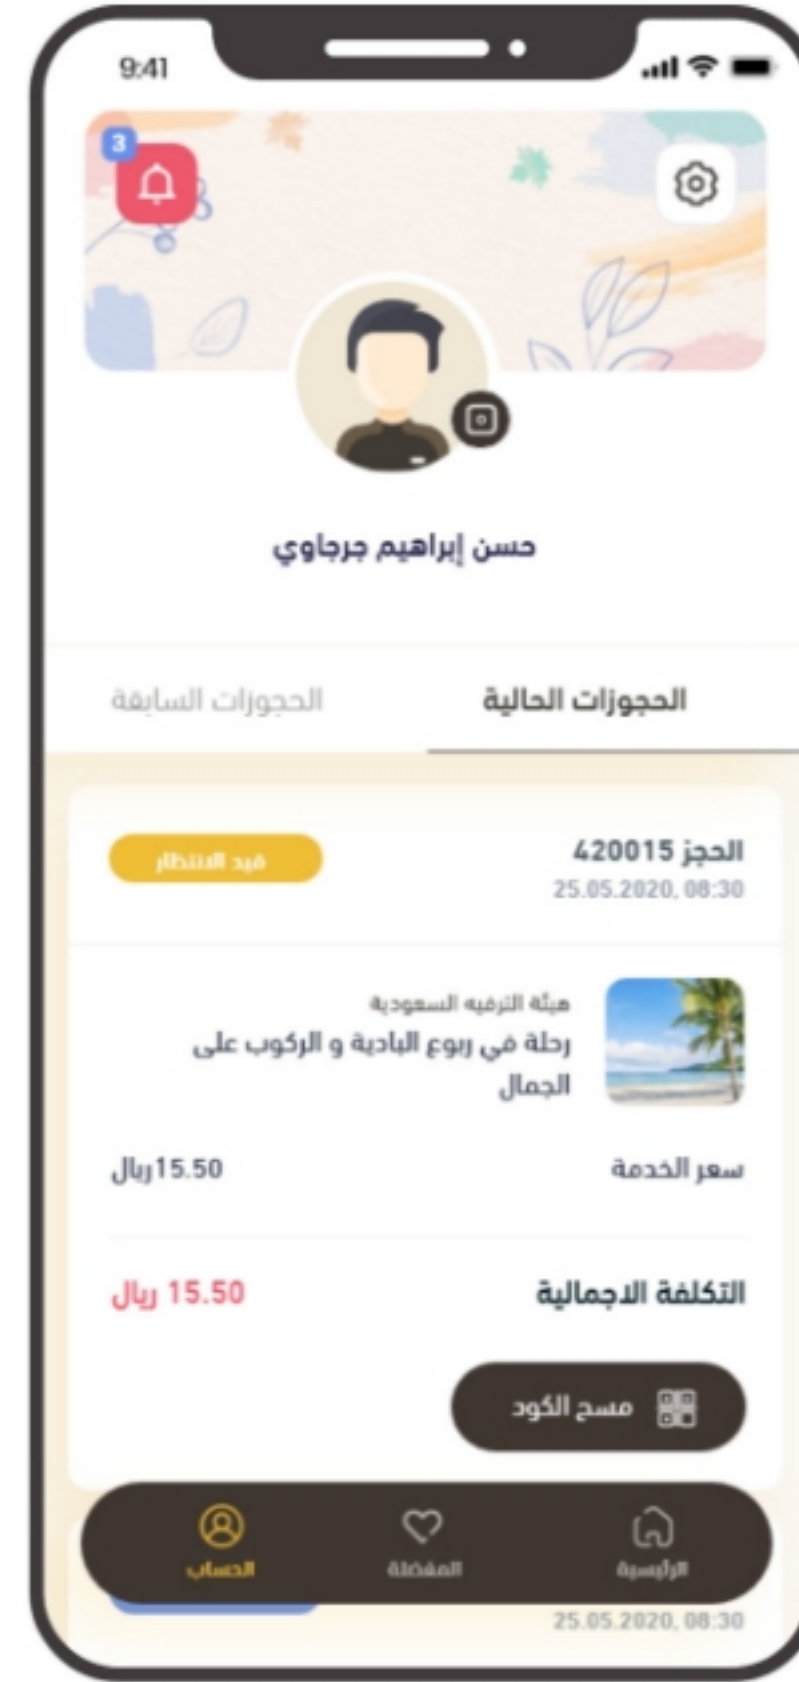 9:41
3
حسن إبراهيم جرجاوي
الحجوزات الحالية
الحجوزات السابقة
الحجز 420015
قيد الانتظار
25.05.2020, 08:30
هيئة الترفيه السعودية
رحلة في ربوع البادية و الركوب على
الجمال
سعر الخدمة
15.50ريال
التكلفة الاجمالية
15.50 ريال
مسح الكود
الرئيسية
المفضلة
الحساب
25.05.2020, 08:30